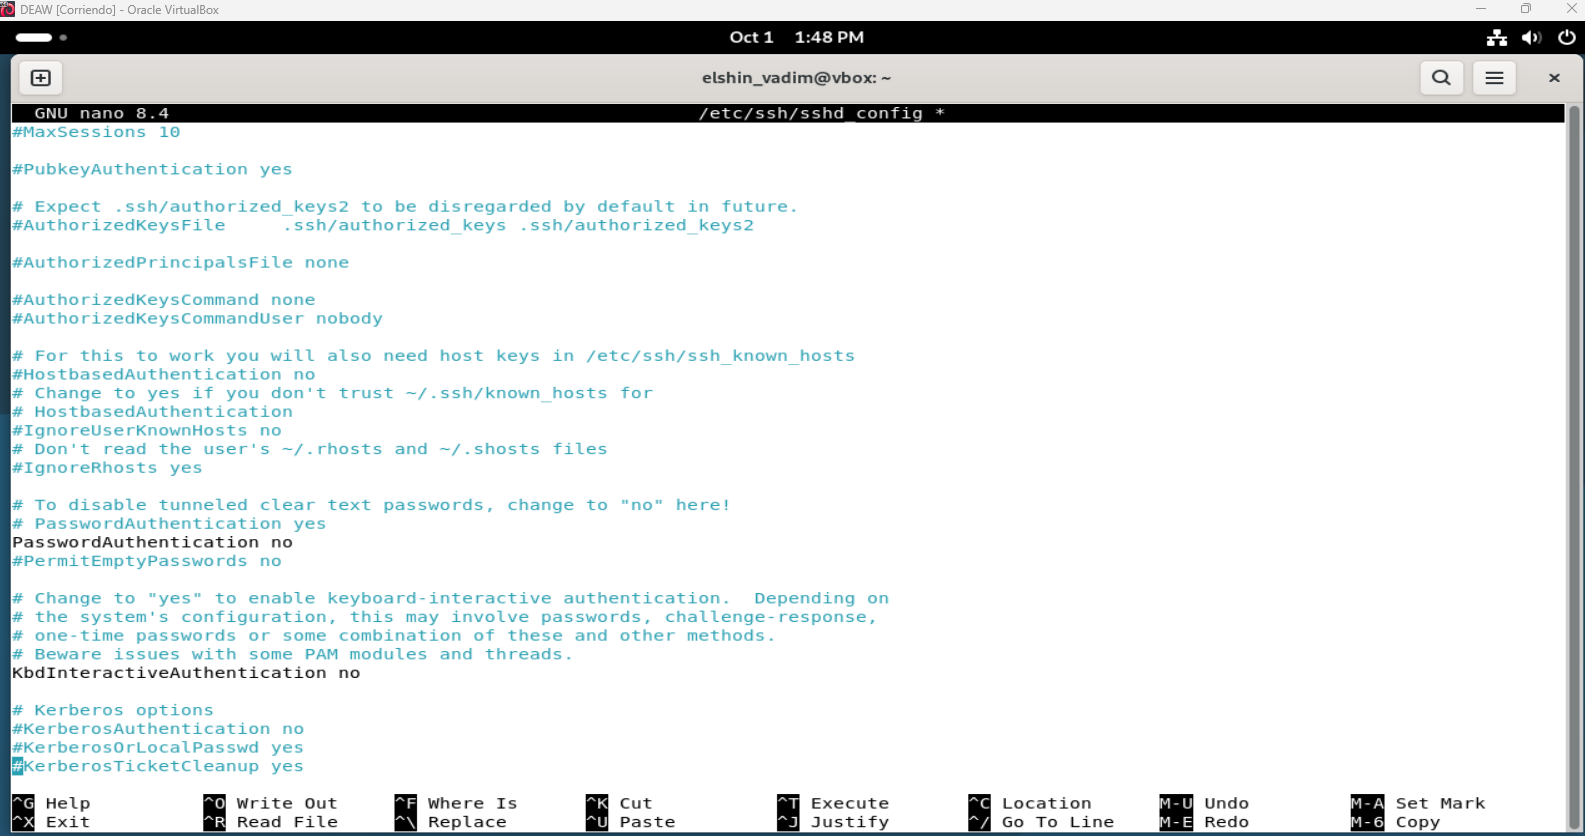 DEAW [Corriendo] - Oracle VirtualBox
Oct 1 1:48 PM
elshin_vadim@vbox: ~
GNU nano 8.4 /etc/ssh/sshd_config *
#MaxSessions 10
#PubkeyAuthentication yes
# Expect .ssh/authorized_keys2 to be disregarded by default in future.
#AuthorizedKeysFile .ssh/authorized_keys .ssh/authorized_keys2
#AuthorizedPrincipalsFile none
#AuthorizedKeysCommand none
#AuthorizedKeysCommandUser nobody
# For this to work you will also need host keys in /etc/ssh/ssh_known_hosts
#HostbasedAuthentication no
# Change to yes if you don't trust ~/.ssh/known_hosts for
# HostbasedAuthentication
#IgnoreUserKnownHosts no
# Don't read the user's ~/.rhosts and ~/.shosts files
#IgnoreRhosts yes
# To disable tunneled clear text passwords, change to "no" here!
# PasswordAuthentication yes
PasswordAuthentication no
#PermitEmptyPasswords no
# Change to "yes" to enable keyboard-interactive authentication.  Depending on
# the system's configuration, this may involve passwords, challenge-response,
# one-time passwords or some combination of these and other methods.
# Beware issues with some PAM modules and threads.
KbdInteractiveAuthentication no
# Kerberos options
#KerberosAuthentication no
#KerberosOrLocalPasswd yes
#KerberosTicketCleanup yes
^G Help ^O Write Out ^F Where Is ^K Cut ^T Execute ^C Location M-U Undo M-A Set Mark
^X Exit ^R Read File ^\ Replace ^U Paste ^J Justify ^/ Go To Line M-E Redo M-6 Copy